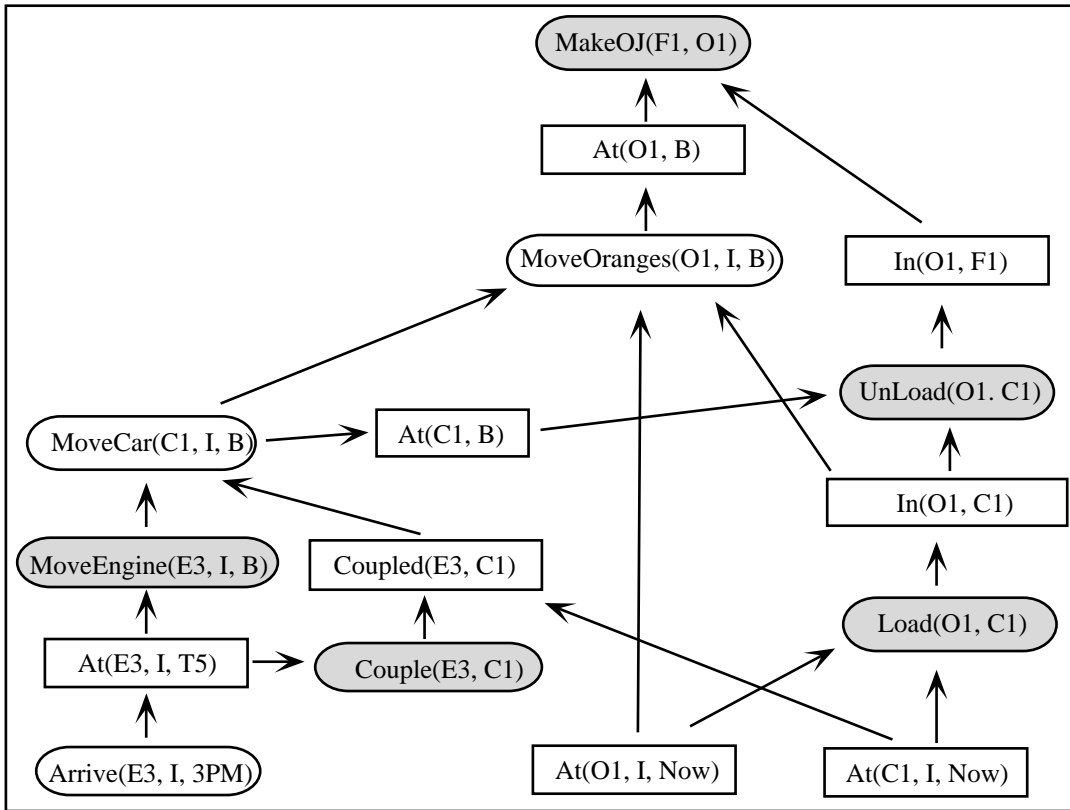 MakeOJ(F1, O1)
At(O1, B)
MoveOranges(O1, I, B)
In(O1, F1)
UnLoad(O1. C1)
MoveCar(C1, I, B)
At(C1, B)
In(O1, C1)
MoveEngine(E3, I, B)
Coupled(E3, C1)
Load(O1, C1)
At(E3, I, T5)
Couple(E3, C1)
Arrive(E3, I, 3PM)
At(O1, I, Now)
At(C1, I, Now)